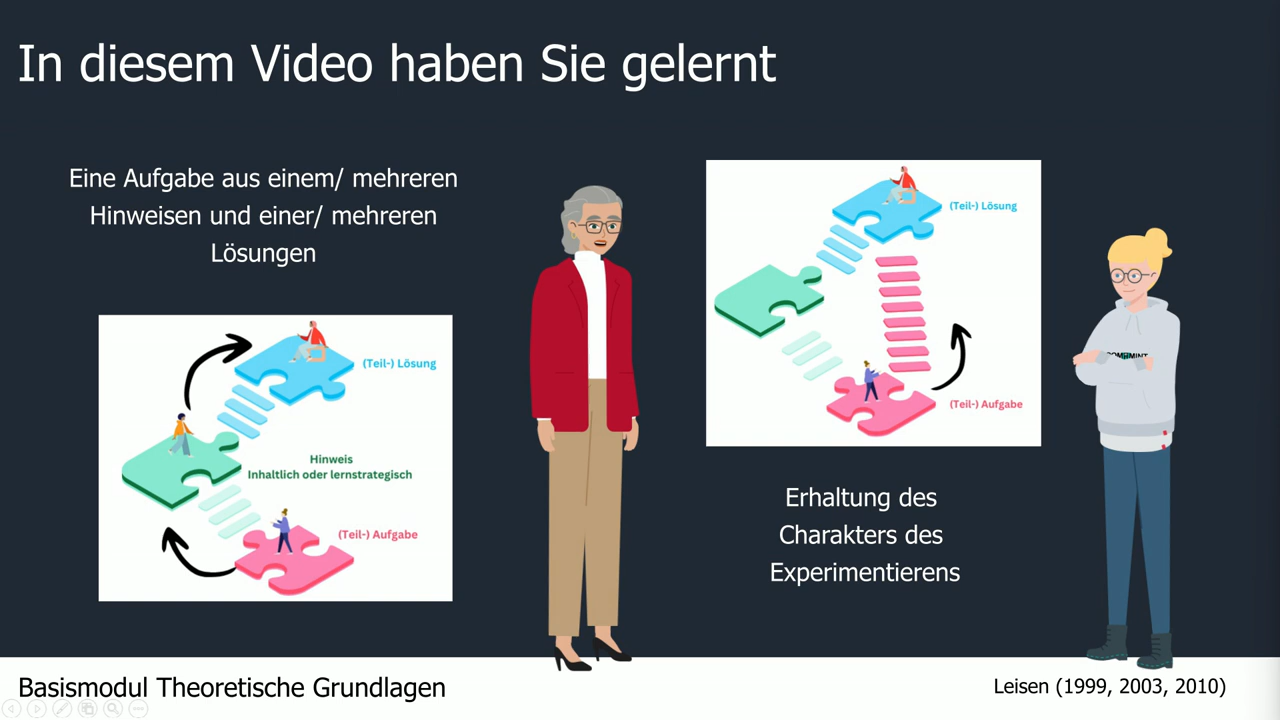 In diesem Video haben Sie gelernt
Eine Aufgabe aus einem/ mehreren
Hinweisen und einer/ mehreren
Lösungen
(Teil-) Lösung
Hinweis
Inhaltlich oder lernstrategisch
(Teil-) Aufgabe
(Teil-) Lösung
(Teil-) Aufgabe
Erhaltung des
Charakters des
Experimentierens
Basismodul Theoretische Grundlagen
Leisen (1999, 2003, 2010)